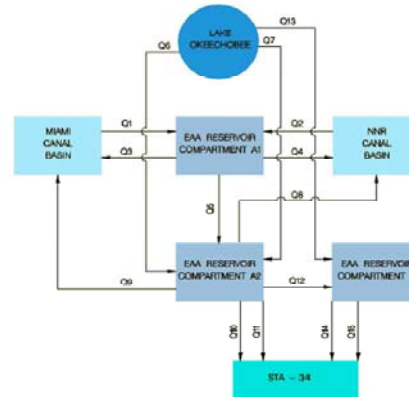 Q6
LAKE
OKEECHOBEE
Q13
Q7
MIAMI
CANAL
BASIN
Q1
EAA RESERVOIR
COMPARTMENT A1
Q2
NNR
CANAL
BASIN
Q3
Q4
Q5
Q8
EAA RESERVOIR
COMPARTMENT A2
EAA RESERVOIR
COMPARTMENT
Q9
Q12
Q10
Q11
Q14
Q15
STA - 34